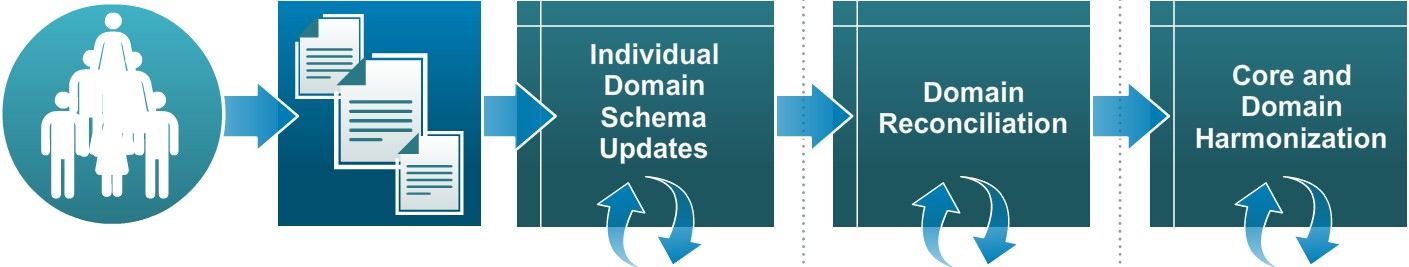 Individual
Domain
Schema
Updates
Domain
Reconciliation
Core and
Domain
Harmonization